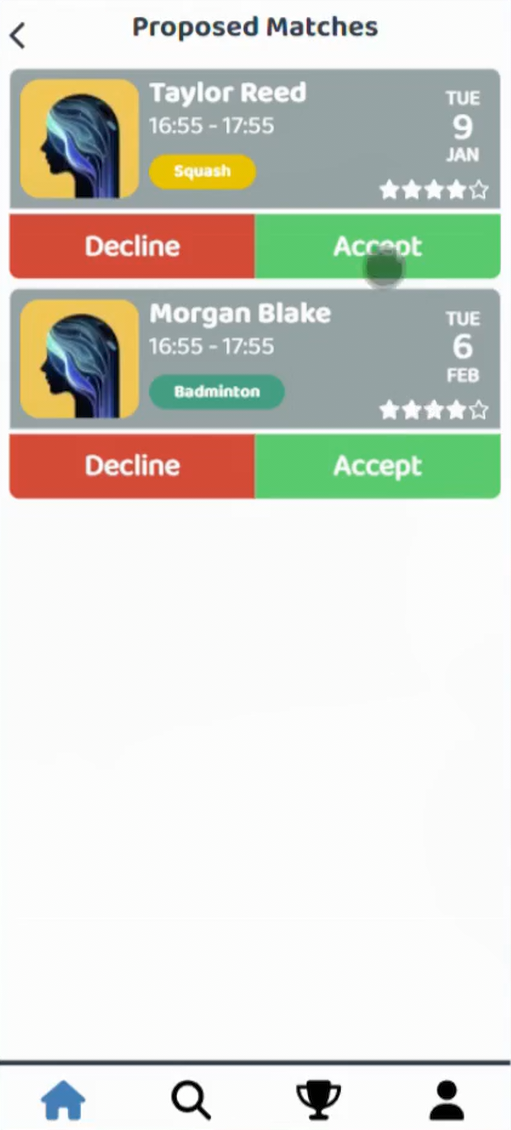 Proposed Matches
Taylor Reed
16:55 - 17:55
Squash
TUE
9
JAN
Decline
Accept
Morgan Blake
16:55 - 17:55
Badminton
TUE
6
FEB
Decline
Accept